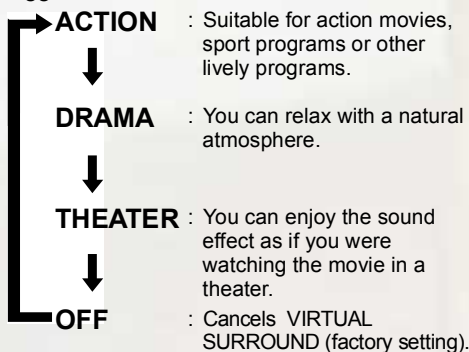 ACTION : Suitable for action movies,
sport programs or other
lively programs.
DRAMA : You can relax with a natural
atmosphere.
THEATER : You can enjoy the sound
effect as if you were
watching the movie in a
theater.
OFF : Cancels VIRTUAL
SURROUND (factory setting).